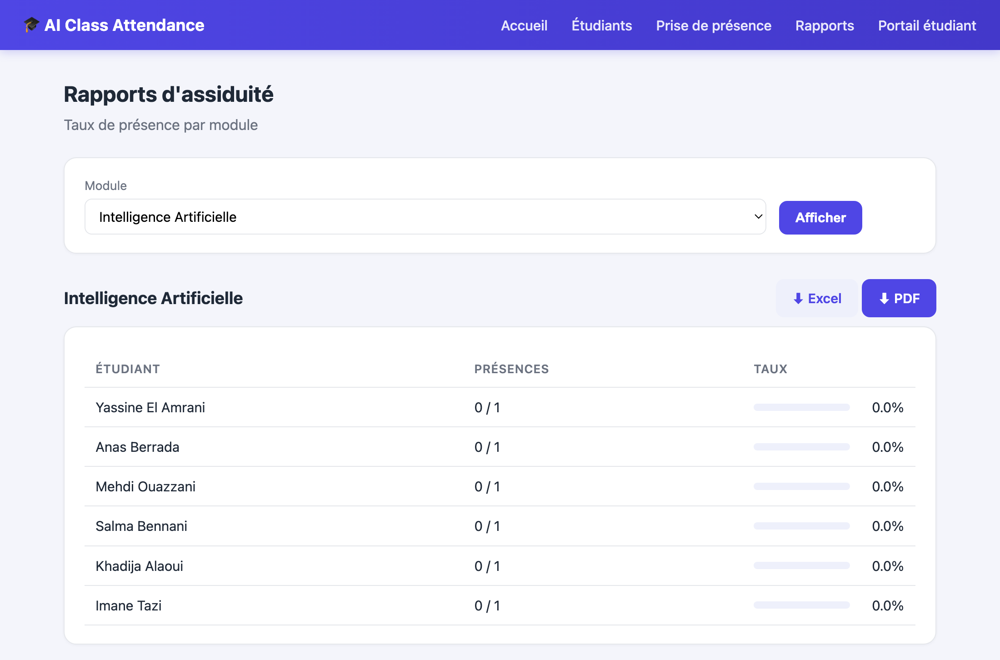 🎓 AI Class Attendance Accueil Étudiants Prise de présence Rapports Portail étudiant
Rapports d'assiduité
Taux de présence par module
Module
Intelligence Artificielle
Afficher
Intelligence Artificielle
⬇ Excel
⬇ PDF
ÉTUDIANT PRÉSENCES TAUX
Yassine El Amrani 0 / 1 0.0%
Anas Berrada 0 / 1 0.0%
Mehdi Ouazzani 0 / 1 0.0%
Salma Bennani 0 / 1 0.0%
Khadija Alaoui 0 / 1 0.0%
Imane Tazi 0 / 1 0.0%